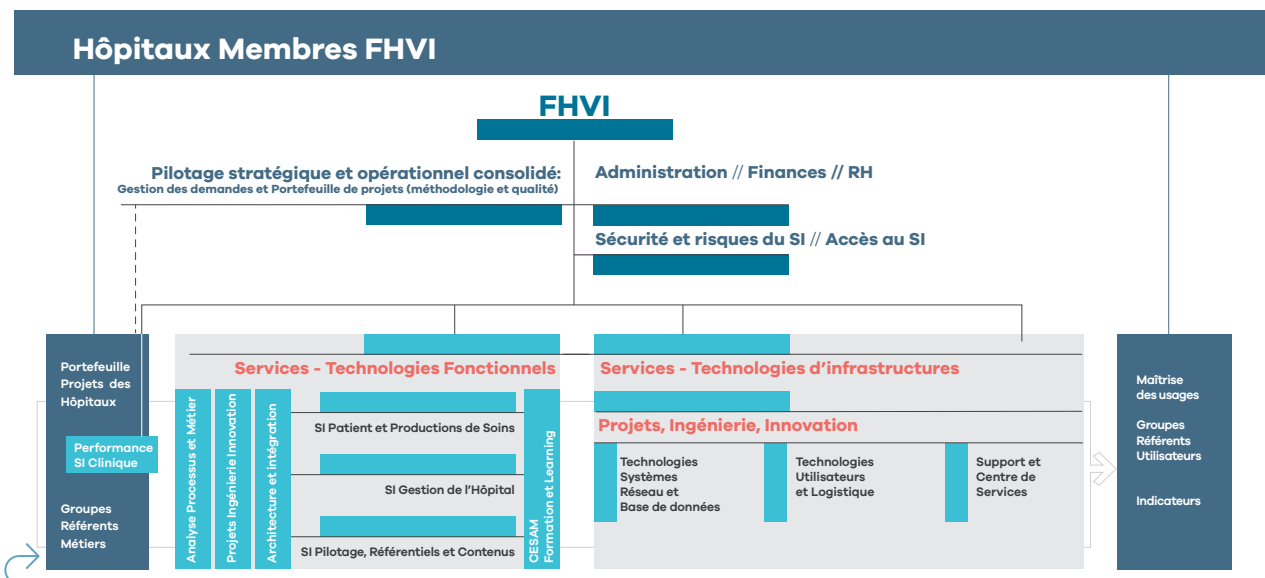 Hôpitaux Membres FHVI
FHVI
Pilotage stratégique et opérationnel consolidé:
Gestion des demandes et Portefeuille de projets (méthodologie et qualité)
Administration // Finances // RH
Sécurité et risques du SI // Accès au SI
Portefeuille
Projets des
Hôpitaux
Performance
SI Clinique
Groupes
Référents
Métiers
Services - Technologies Fonctionnels
Analyse Processus et Métier
Projets Ingénierie Innovation
Architecture et intégration
SI Patient et Productions de Soins
SI Gestion de l'Hôpital
SI Pilotage, Référentiels et Contenus
CESAM
Formation et Learning
Services - Technologies d'infrastructures
Projets, Ingénierie, Innovation
Technologies
Systèmes
Réseau et
Base de données
Technologies
Utilisateurs
et Logistique
Support et
Centre de
Services
Maîtrise
des usages
Groupes
Référents
Utilisateurs
Indicateurs